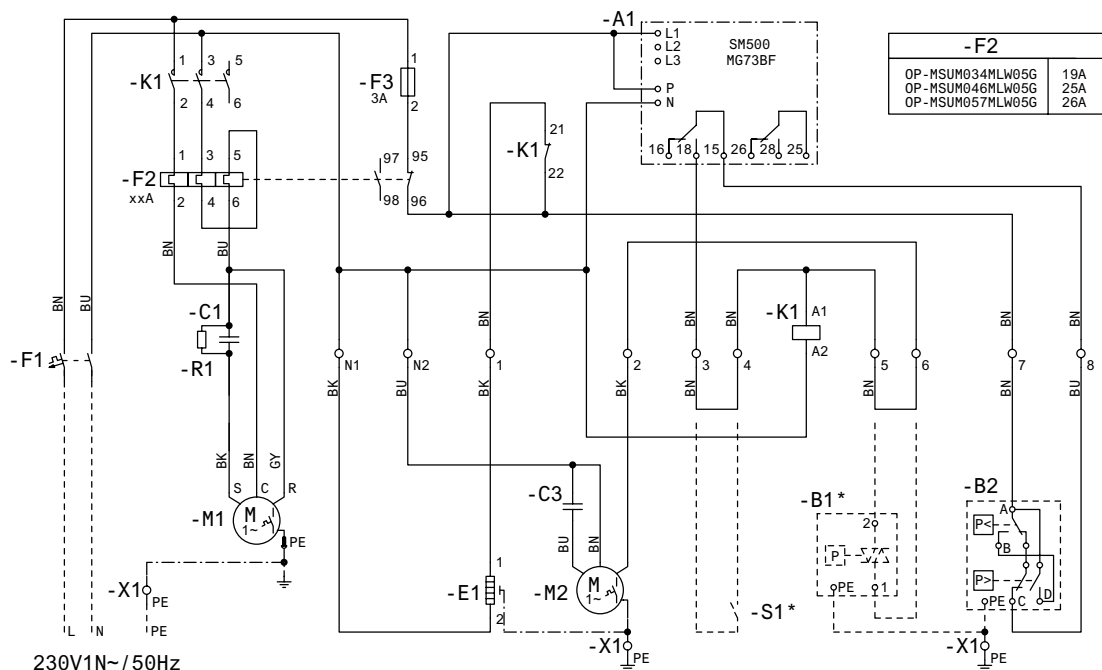 -A1
L1
L2
L3
P
N
SM500
MG73BF
16 18 15 26 28 25
-F2
OP-MSUM034MLW05G 19A
OP-MSUM046MLW05G 25A
OP-MSUM057MLW05G 26A
-K1
1 3 5
2 4 6
-F3
3A
1
2
-K1
21
22
-F2
xxA
1 3 5
2 4 6
97 95
98 96
BN BU
BN BU
-C1
-R1
-F1
N1
BK
N2
BU
BN
1
BK
2
BK
BN
3
BN
BN
4
-K1
A1
A2
BN
5
BN
6
BN
7
BN
BN
8
BU
BK BN GY
S C R
-M1
M
1~
PE
-X1
PE
L N PE
230V1N~/50Hz
-E1
1
2
-C3
BU BN
-M2
M
1~
-X1
PE
-S1*
-B1*
2
P
PE
1
-B2
A
P<
B
P>
PE
C
D
-X1
PE